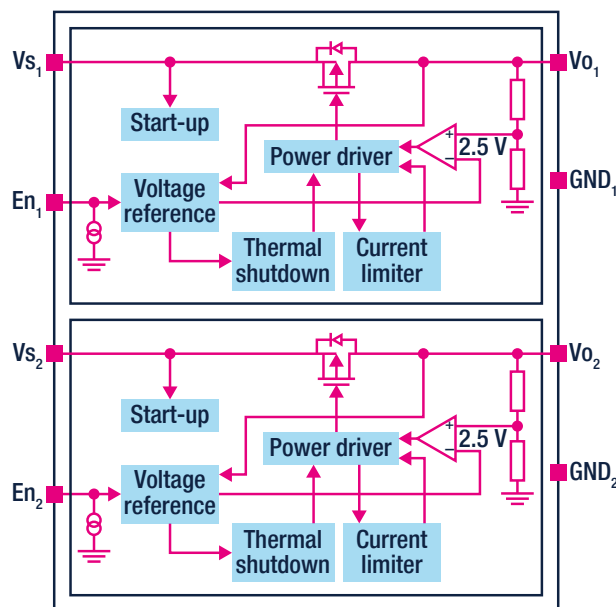 Vs₁
Vo₁
Start-up
+
2.5 V
−
Power driver
GND₁
En₁
Voltage
reference
Thermal
shutdown
Current
limiter
Vs₂
Vo₂
Start-up
+
2.5 V
−
Power driver
GND₂
En₂
Voltage
reference
Thermal
shutdown
Current
limiter